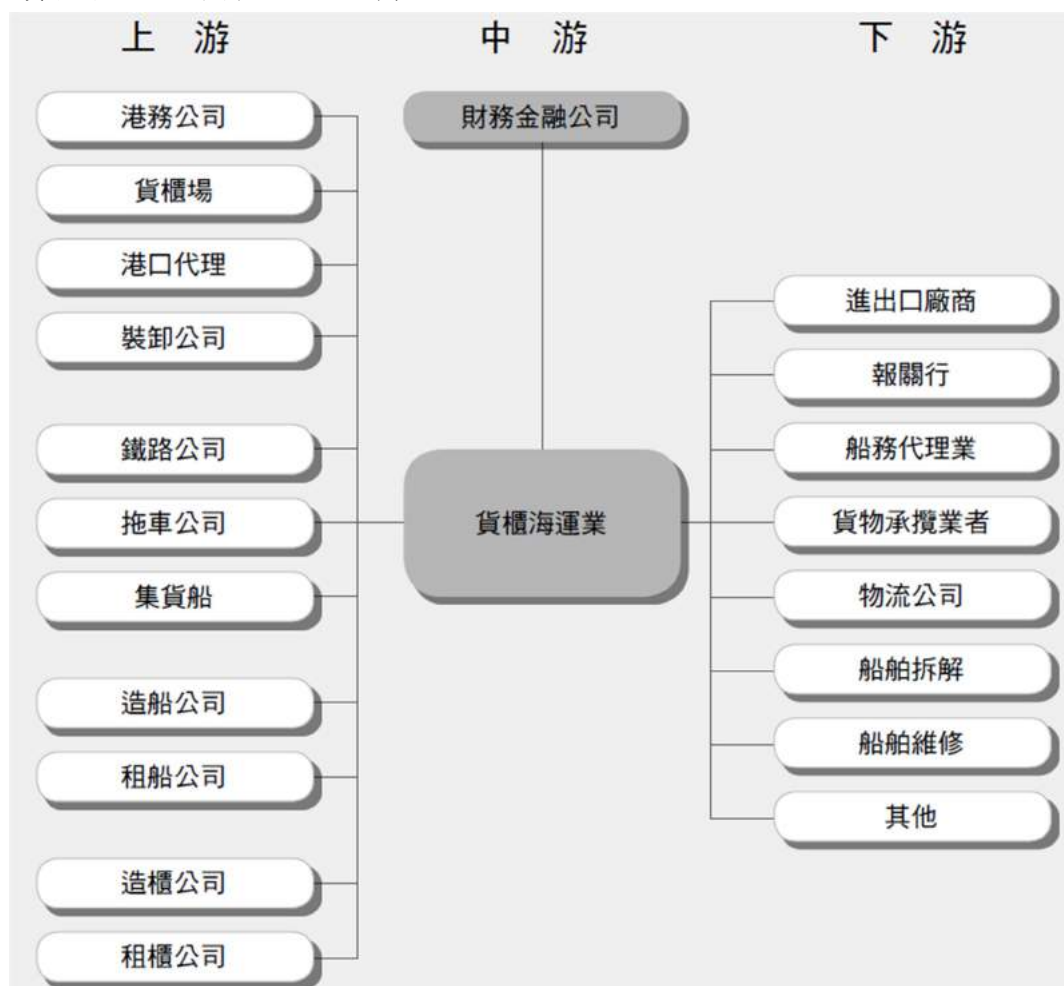 上 游
中 游
下 游
港務公司
貨櫃場
港口代理
裝卸公司
鐵路公司
拖車公司
集貨船
造船公司
租船公司
造櫃公司
租櫃公司
財務金融公司
貨櫃海運業
進出口廠商
報關行
船務代理業
貨物承攬業者
物流公司
船舶拆解
船舶維修
其他